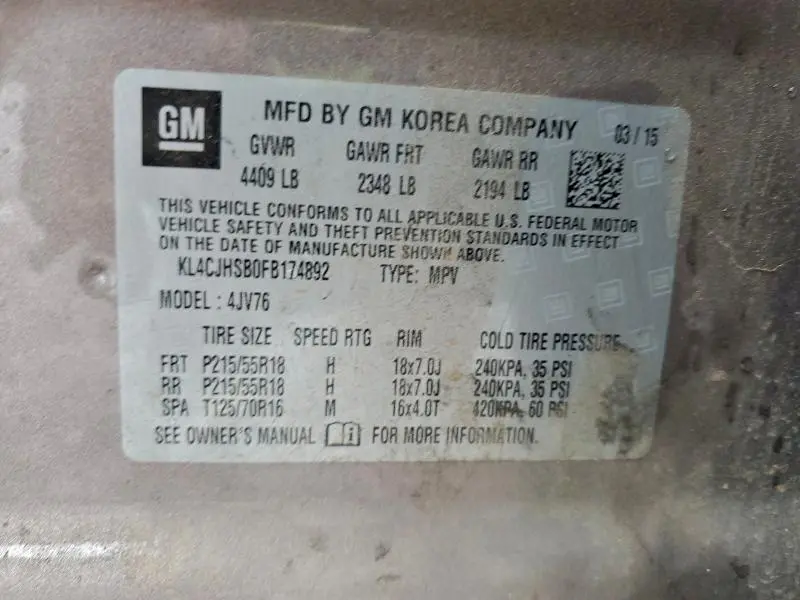 GM MFD BY GM KOREA COMPANY 03/15
GVWR GAWR FRT GAWR RR
4409 LB 2348 LB 2194 LB
THIS VEHICLE CONFORMS TO ALL APPLICABLE U.S. FEDERAL MOTOR
VEHICLE SAFETY AND THEFT PREVENTION STANDARDS IN EFFECT
ON THE DATE OF MANUFACTURE SHOWN ABOVE.
KL4CJHSB0FB174892 TYPE: MPV
MODEL : 4JV76
TIRE SIZE SPEED RTG RIM COLD TIRE PRESSURE
FRT P215/55R18 H 18x7.0J 240KPA, 35 PSI
RR P215/55R18 H 18x7.0J 240KPA, 35 PSI
SPA T125/70R16 M 16x4.0T 420KPA, 60 PSI
SEE OWNER'S MANUAL FOR MORE INFORMATION.